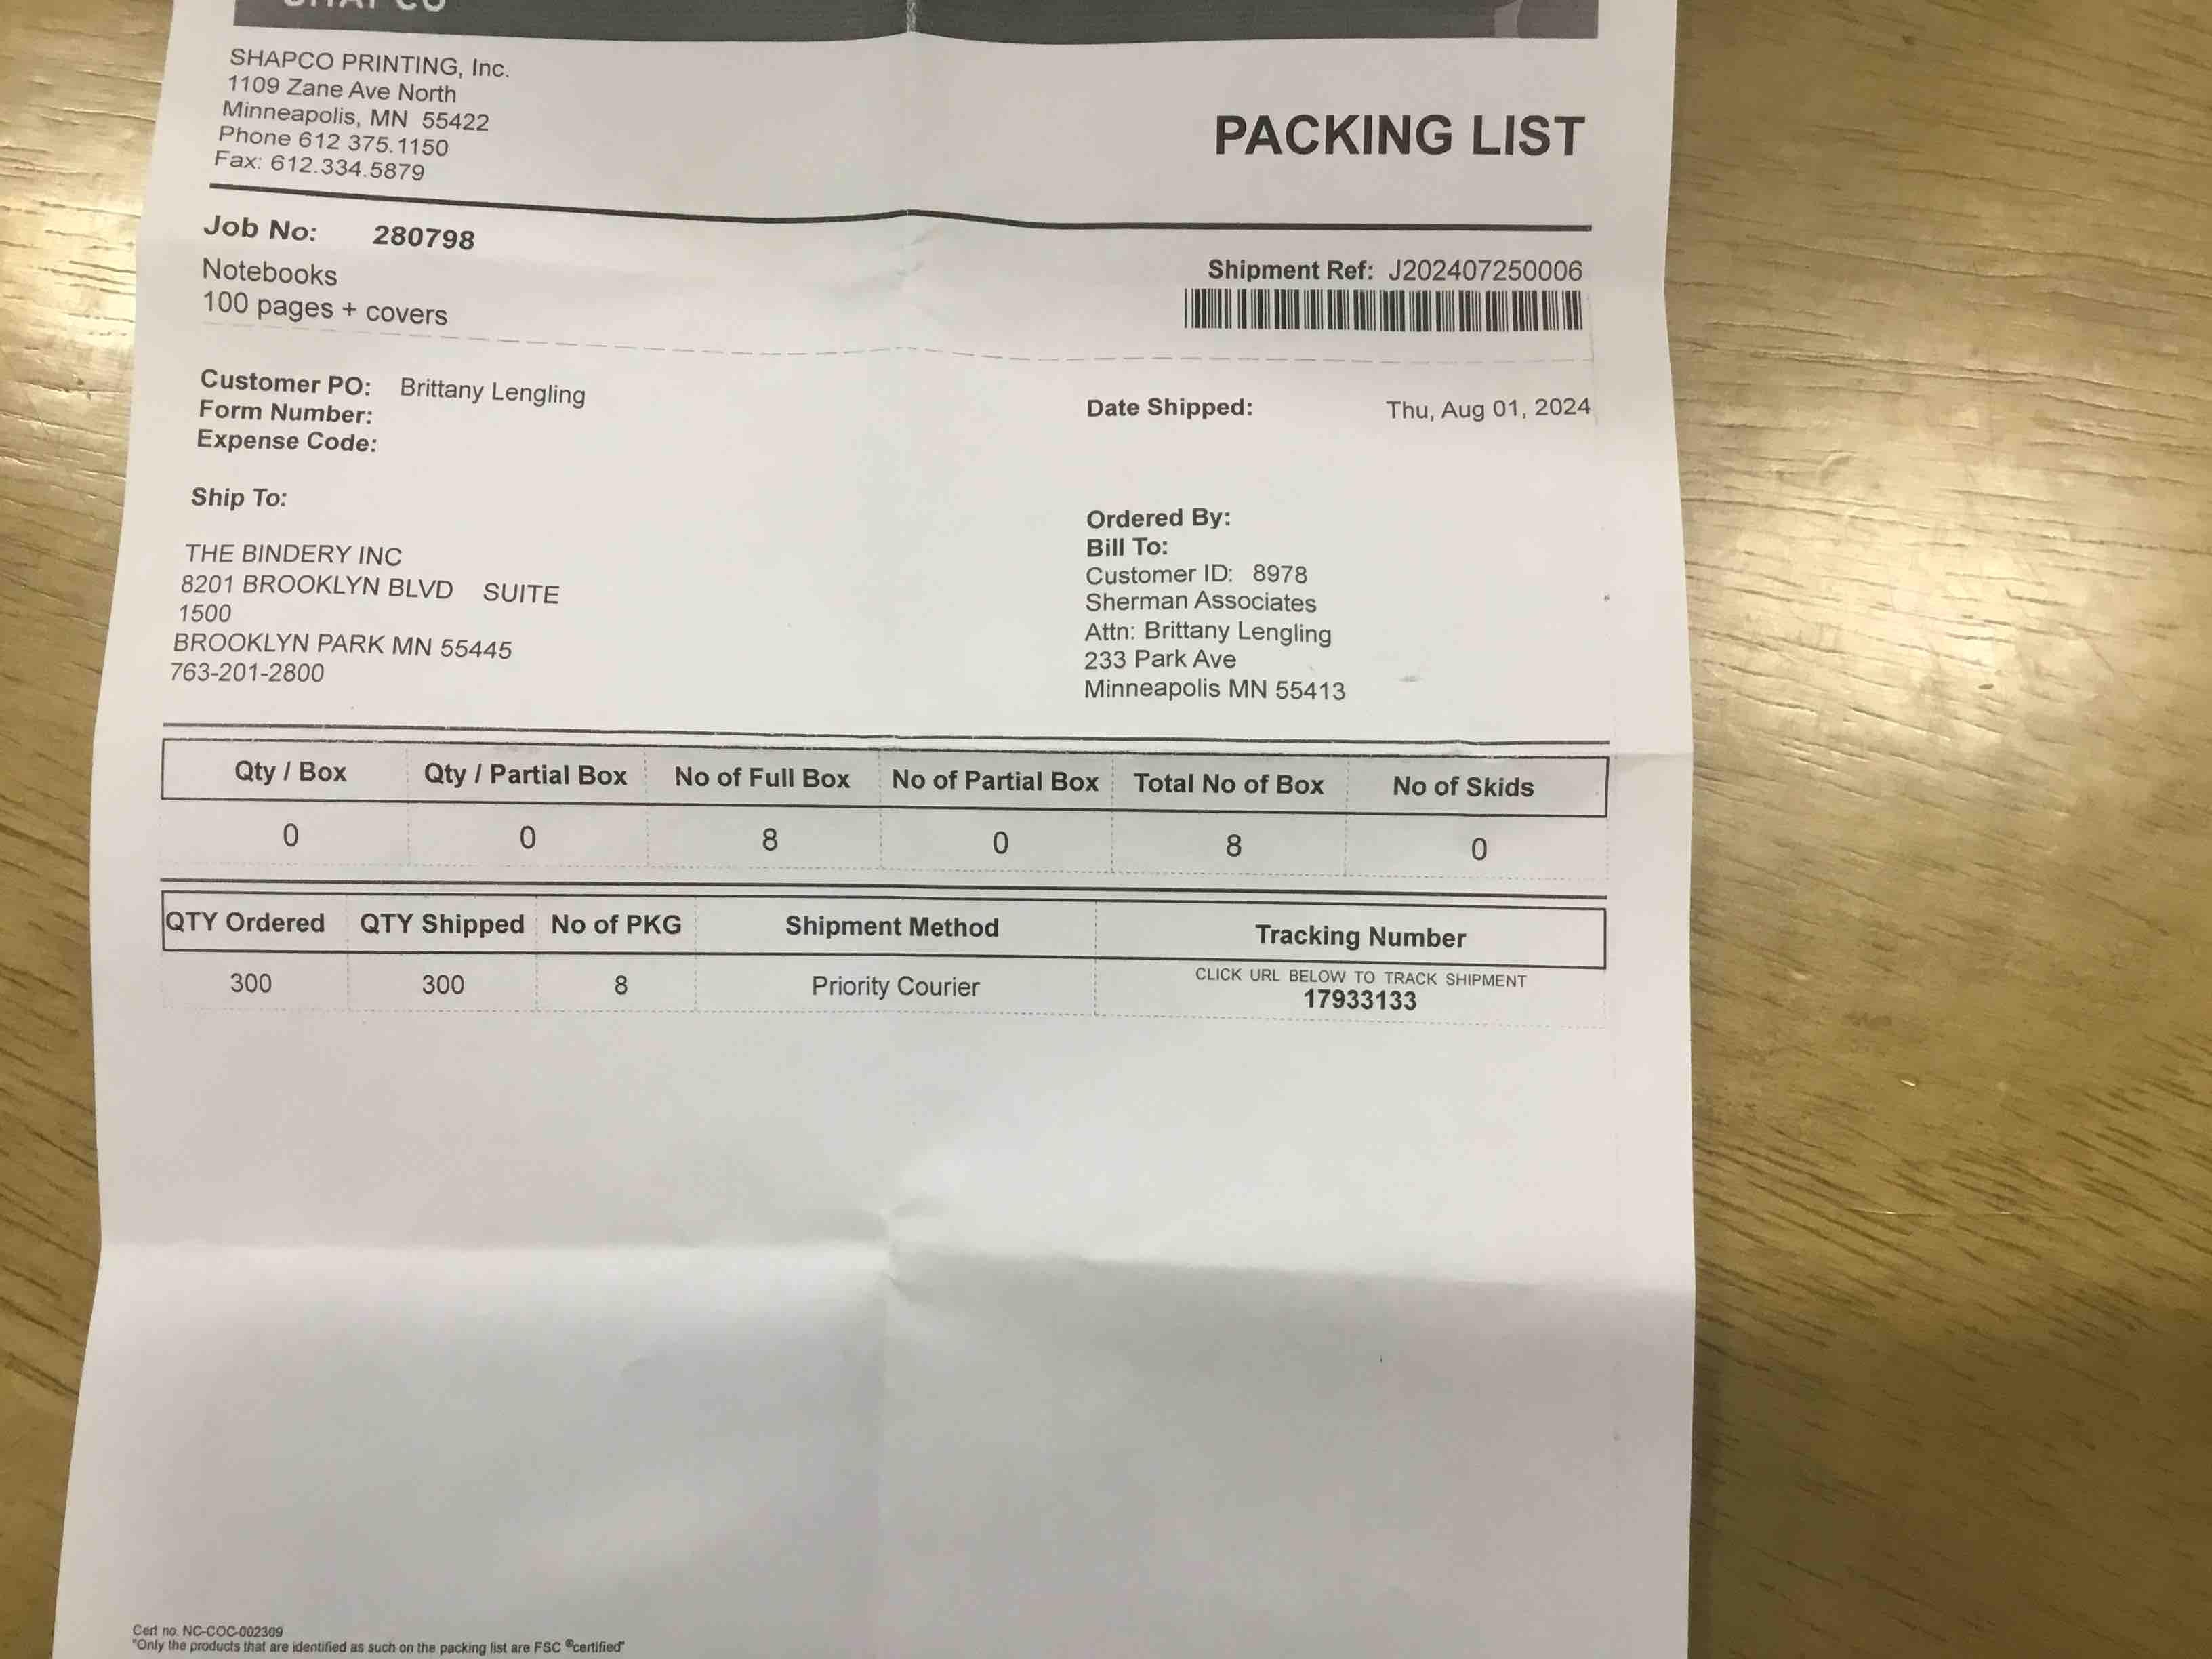 SHAPCO
SHAPCO PRINTING, Inc.
1109 Zane Ave North
Minneapolis, MN 55422
Phone 612 375.1150
Fax: 612.334.5879
PACKING LIST
Job No: 280798
Notebooks
100 pages + covers
Shipment Ref: J202407250006
Customer PO: Brittany Lengling
Form Number:
Expense Code:
Date Shipped: Thu, Aug 01, 2024
Ship To:
THE BINDERY INC
8201 BROOKLYN BLVD SUITE
1500
BROOKLYN PARK MN 55445
763-201-2800
Ordered By:
Bill To:
Customer ID: 8978
Sherman Associates
Attn: Brittany Lengling
233 Park Ave
Minneapolis MN 55413
Qty / Box Qty / Partial Box No of Full Box No of Partial Box Total No of Box No of Skids
0 0 8 0 8 0
QTY Ordered QTY Shipped No of PKG Shipment Method Tracking Number
300 300 8 Priority Courier CLICK URL BELOW TO TRACK SHIPMENT
17933133
Cert no. NC-COC-002309
"Only the products that are identified as such on the packing list are FSC ®certified"